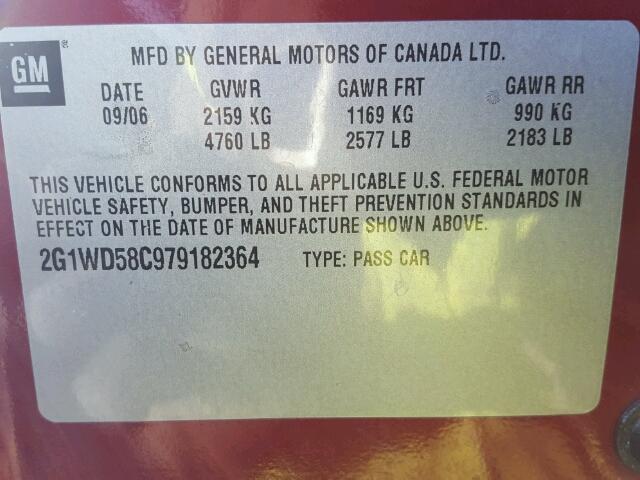 GM
MFD BY GENERAL MOTORS OF CANADA LTD.
DATE GVWR GAWR FRT GAWR RR
09/06 2159 KG 1169 KG 990 KG
4760 LB 2577 LB 2183 LB
THIS VEHICLE CONFORMS TO ALL APPLICABLE U.S. FEDERAL MOTOR
VEHICLE SAFETY, BUMPER, AND THEFT PREVENTION STANDARDS IN
EFFECT ON THE DATE OF MANUFACTURE SHOWN ABOVE.
2G1WD58C979182364 TYPE: PASS CAR